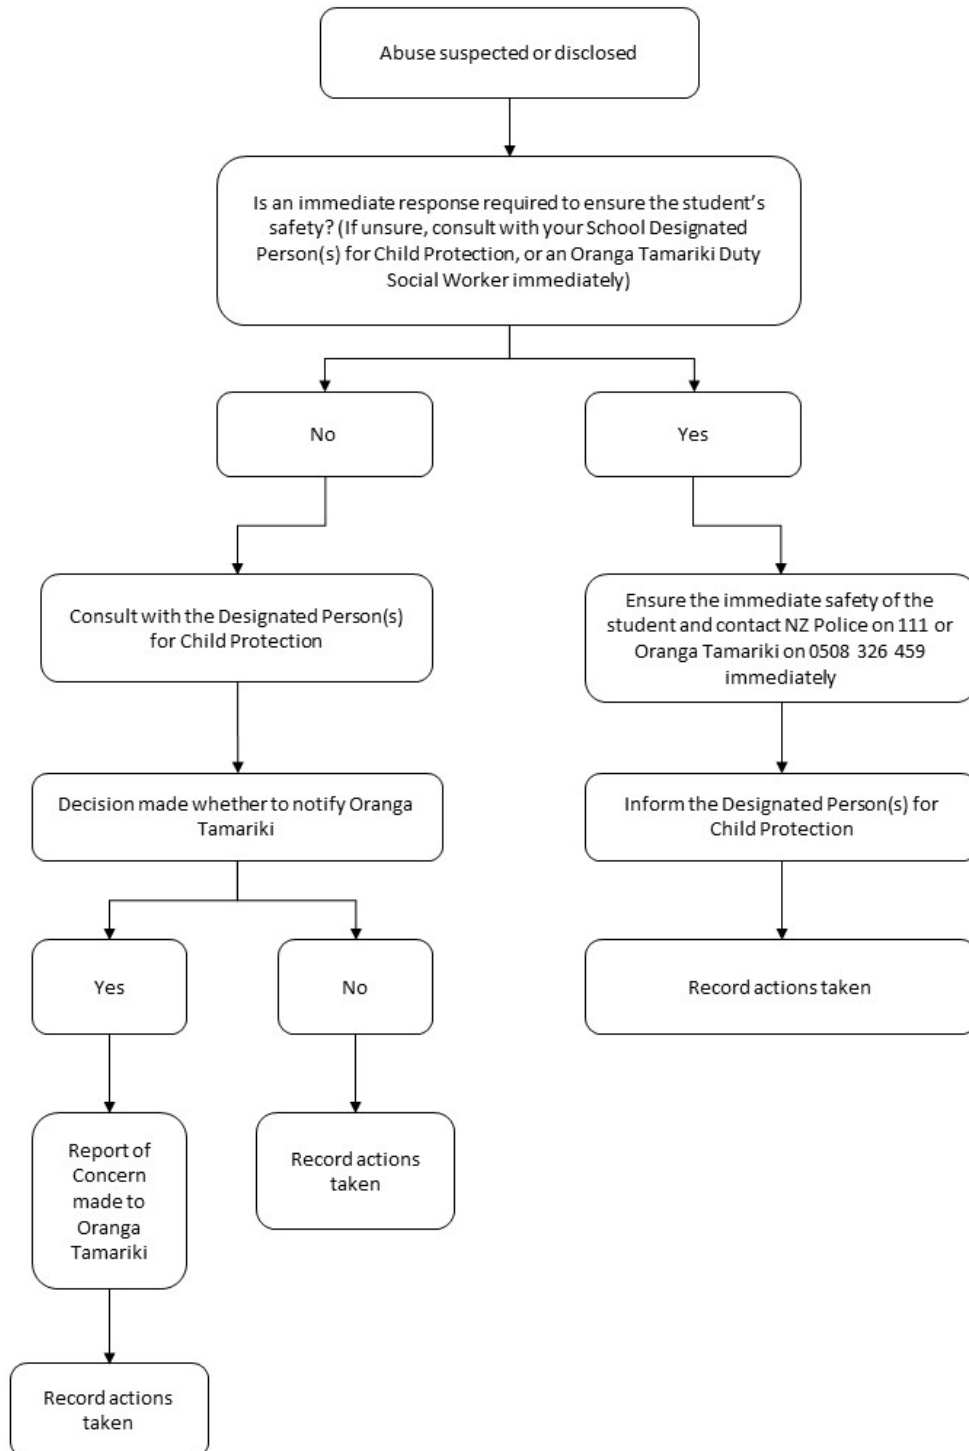 Abuse suspected or disclosed
Is an immediate response required to ensure the student's
safety? (If unsure, consult with your School Designated
Person(s) for Child Protection, or an Oranga Tamariki Duty
Social Worker immediately)
No
Yes
Consult with the Designated Person(s)
for Child Protection
Ensure the immediate safety of the
student and contact NZ Police on 111 or
Oranga Tamariki on 0508 326 459
immediately
Decision made whether to notify Oranga
Tamariki
Inform the Designated Person(s) for
Child Protection
Yes
No
Record actions taken
Report of
Concern
made to
Oranga
Tamariki
Record actions
taken
Record actions
taken